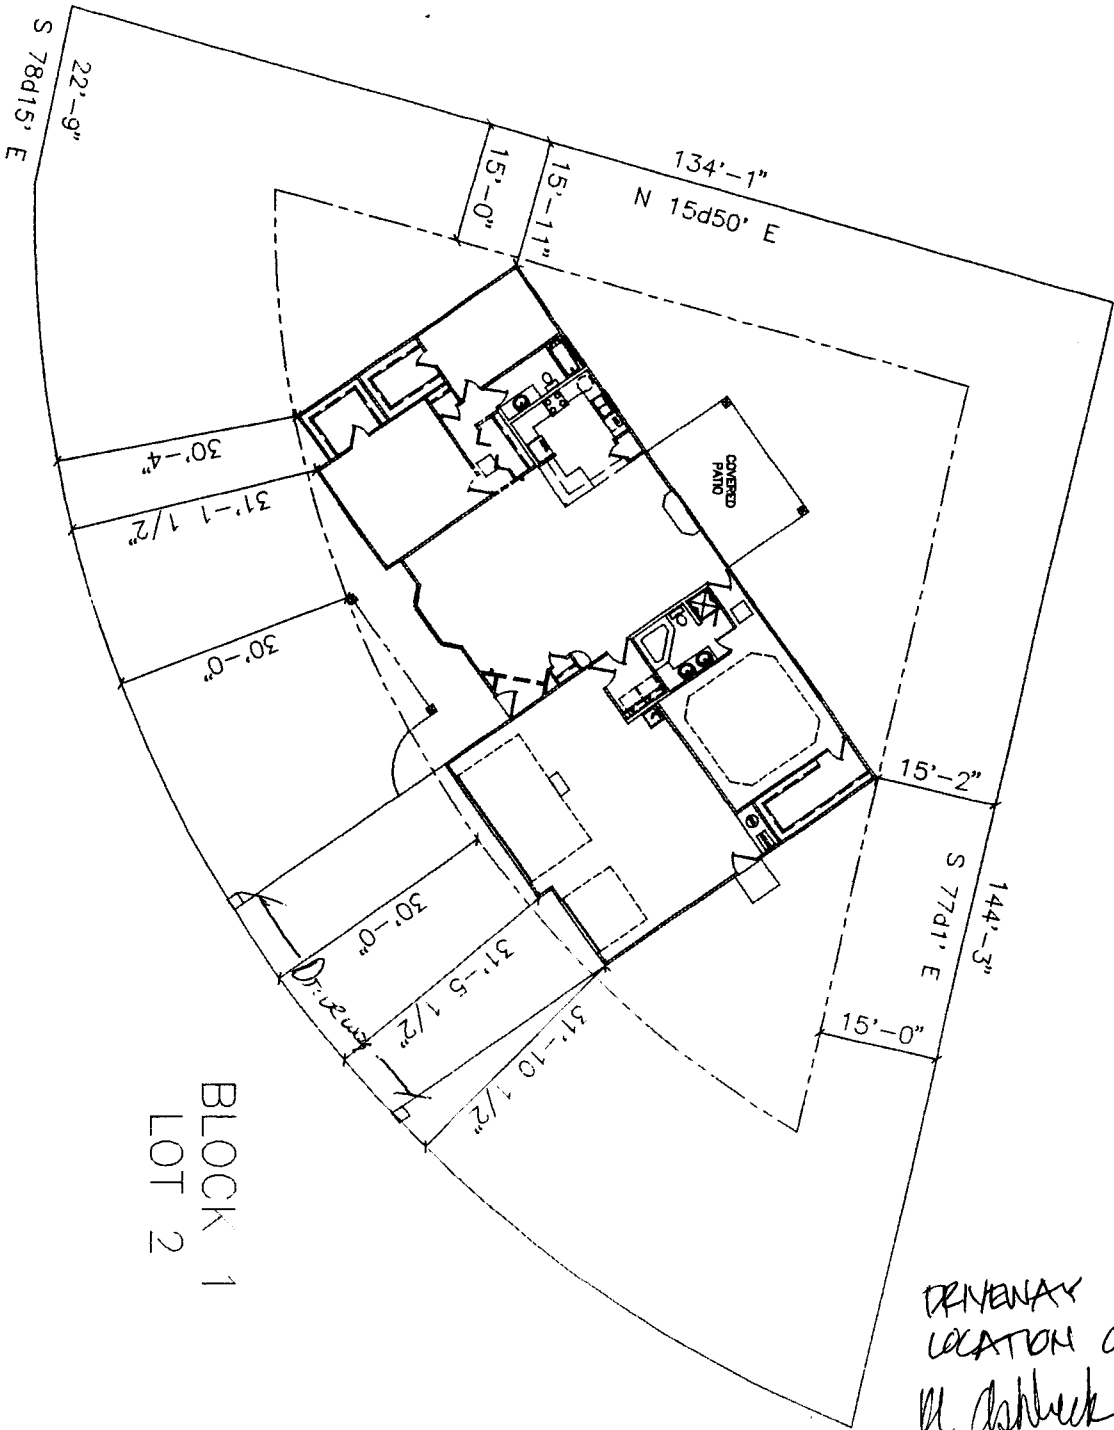 S 78d15' E
22'-9"
134'-1"
N 15d50' E
15'-0"
15'-11"
COVERED
PATIO
30'-4"
31'-1 1/2"
30'-0"
15'-2"
S 77d1' E
144'-3"
15'-0"
30'-0"
31'-5 1/2"
31'-10 1/2"
Driveway
BLOCK 1
LOT 2
DRIVEWAY
LOCATION